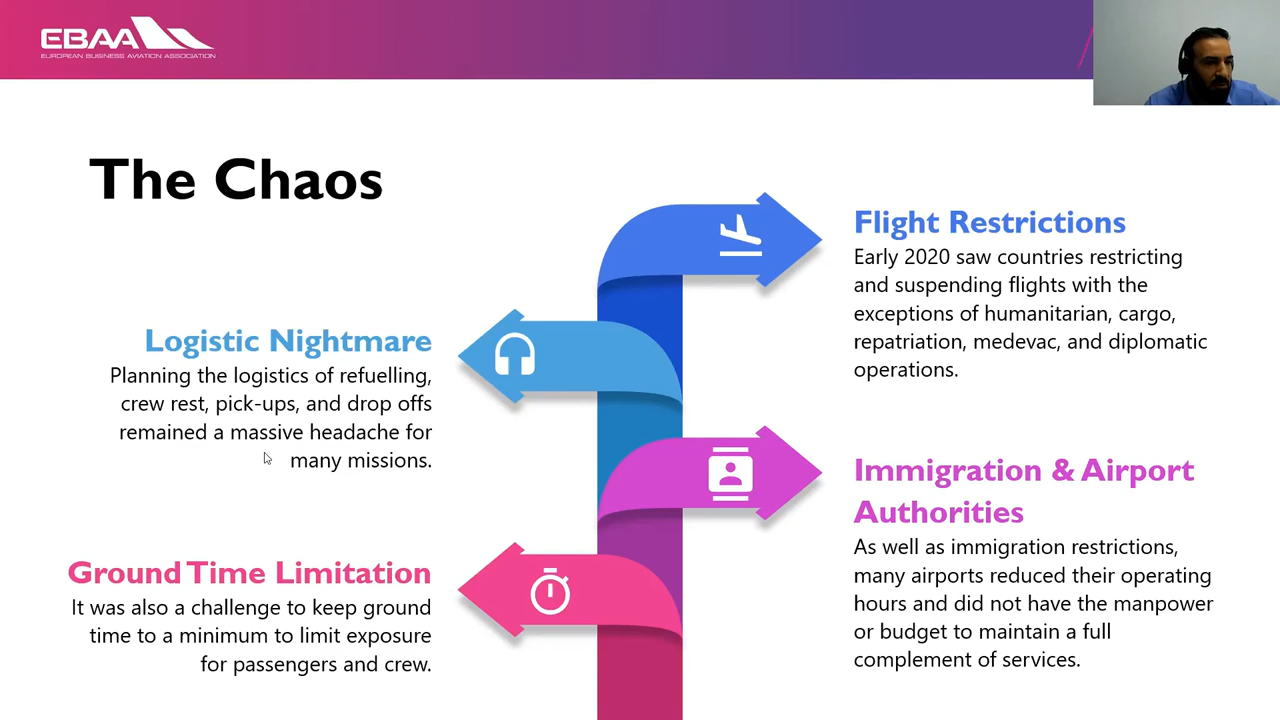 EBAA
EUROPEAN BUSINESS AVIATION ASSOCIATION
The Chaos
Flight Restrictions
Early 2020 saw countries restricting
and suspending flights with the
exceptions of humanitarian, cargo,
repatriation, medevac, and diplomatic
operations.
Logistic Nightmare
Planning the logistics of refuelling,
crew rest, pick-ups, and drop offs
remained a massive headache for
many missions.
Immigration & Airport
Authorities
As well as immigration restrictions,
many airports reduced their operating
hours and did not have the manpower
or budget to maintain a full
complement of services.
Ground Time Limitation
It was also a challenge to keep ground
time to a minimum to limit exposure
for passengers and crew.